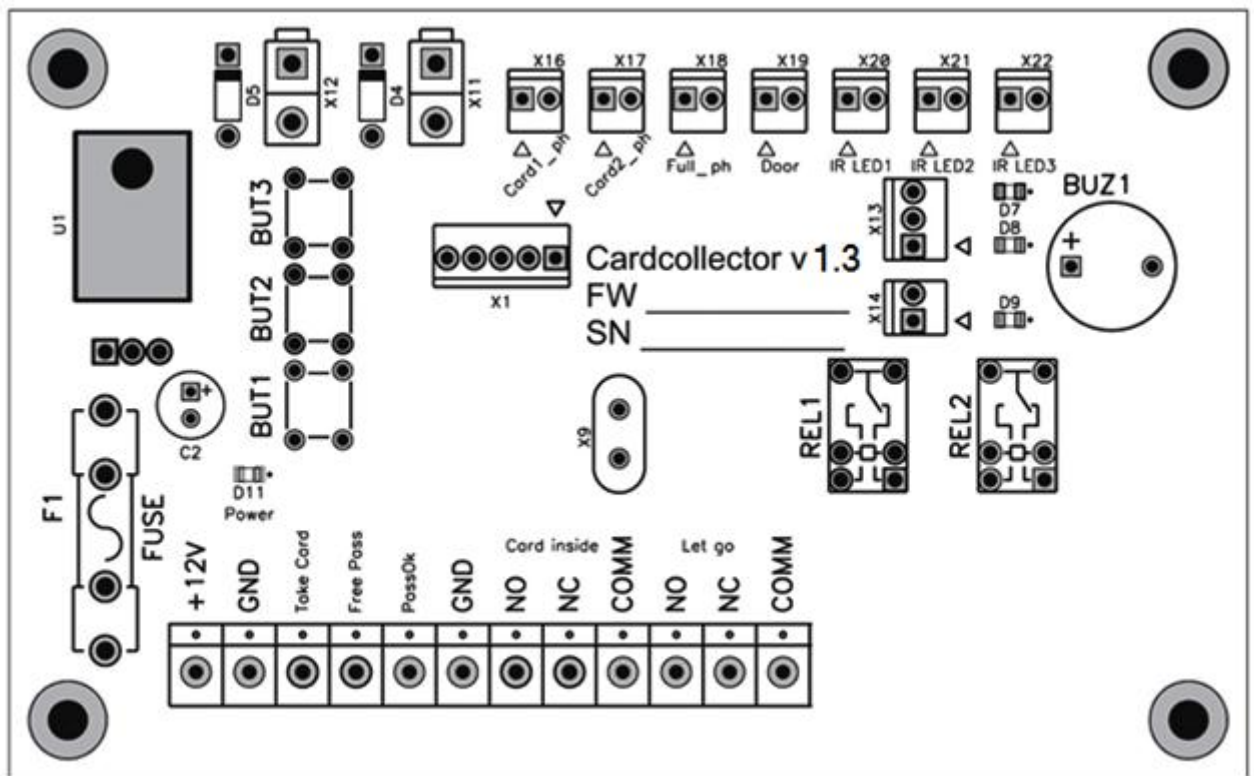 D5
X12
D4
X11
X16
X17
X18
X19
X20
X21
X22
Card1_ph
Card2_ph
Full_ph
Door
IR LED1
IR LED2
IR LED3
U1
BUT3
BUT2
BUT1
X1
Cardcollector v 1.3
FW
SN
X13
X14
D7
D8
D9
BUZ1
+
+
C2
X9
REL1
REL2
D11
Power
F1
FUSE
Card inside
Let go
+12V
GND
Take Card
Free Pass
PassOk
GND
NO
NC
COMM
NO
NC
COMM